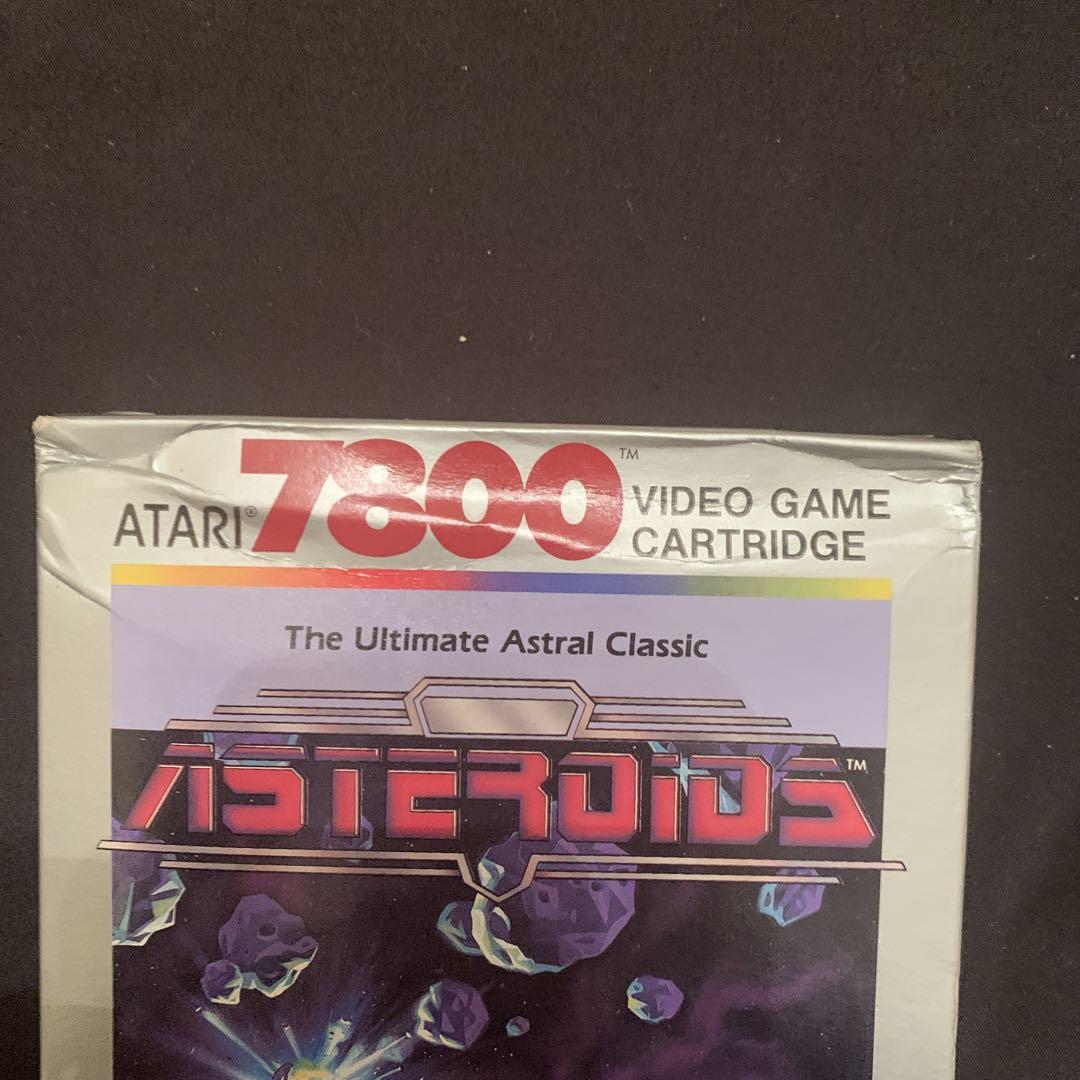 ATARI® 7800™ VIDEO GAME
CARTRIDGE
The Ultimate Astral Classic
ASTEROIDS™